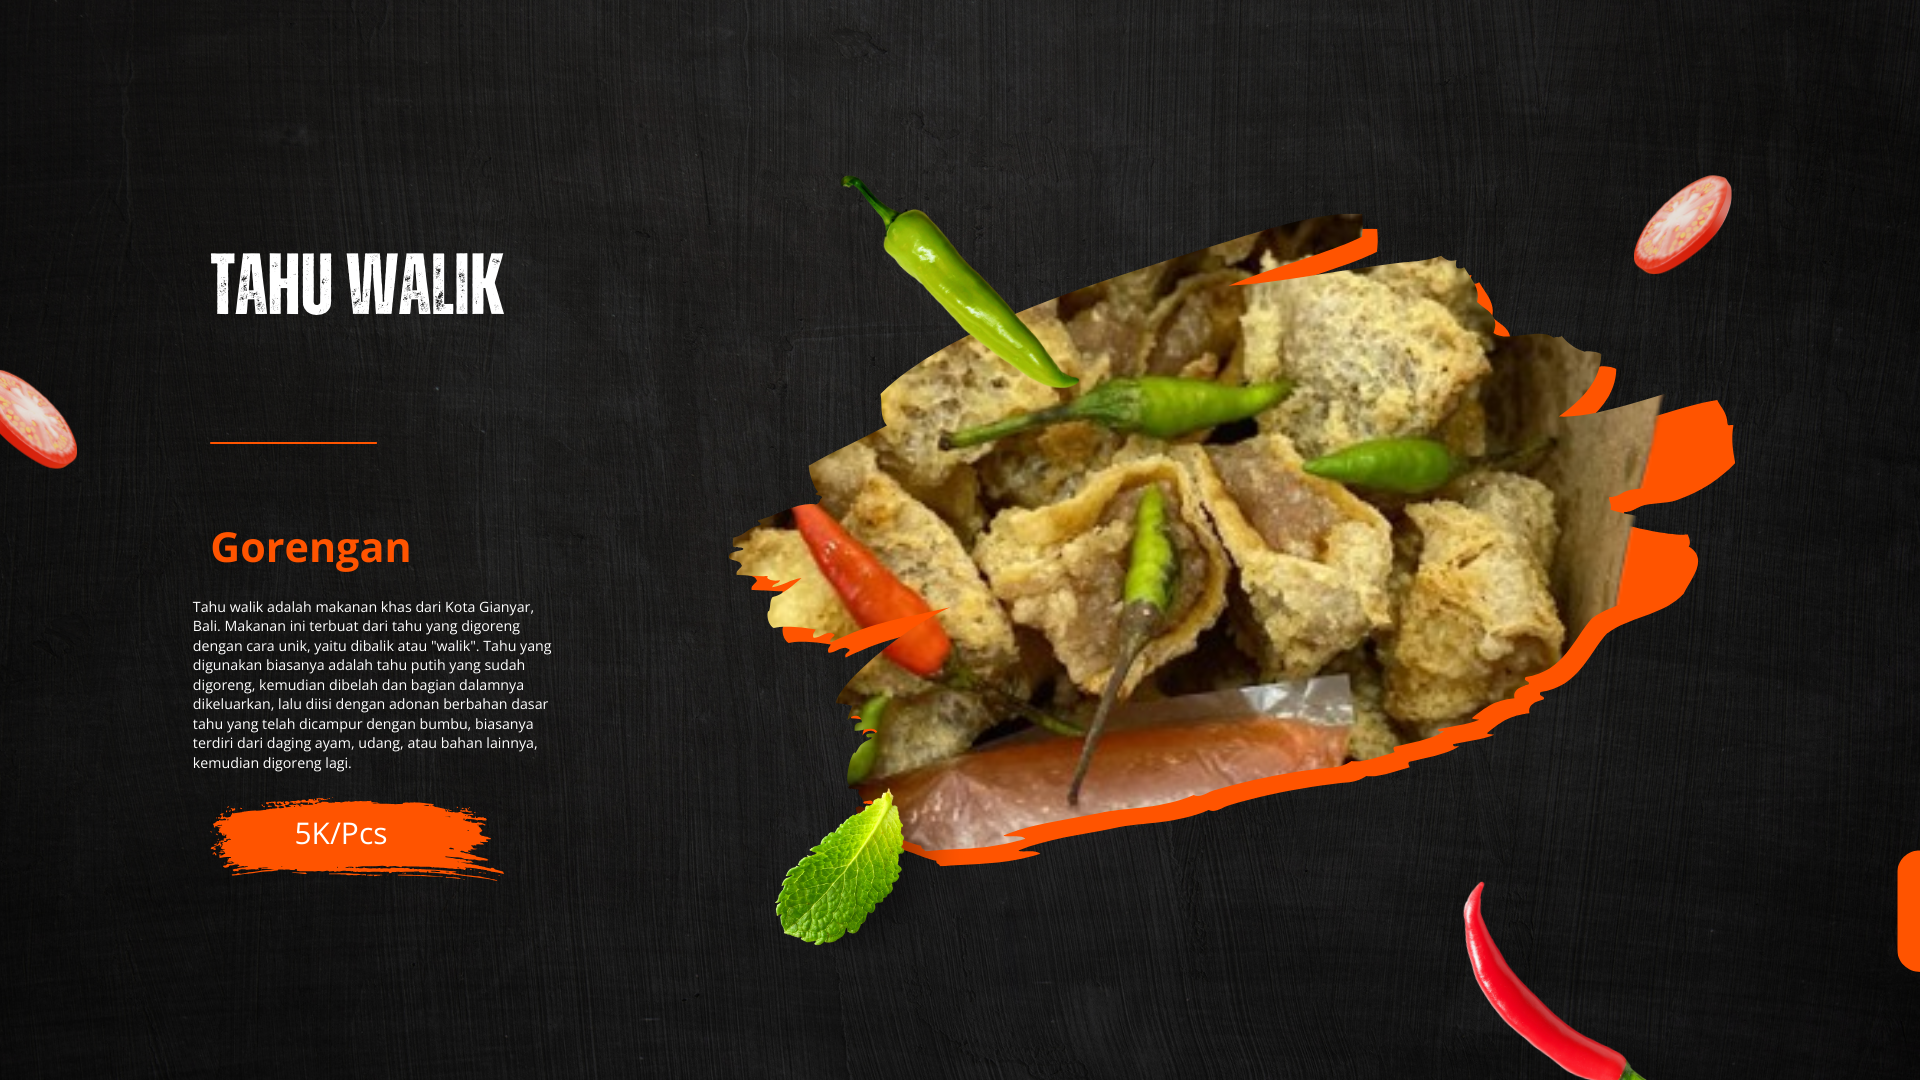 TAHU WALIK
Gorengan
Tahu walik adalah makanan khas dari Kota Gianyar,
Bali. Makanan ini terbuat dari tahu yang digoreng
dengan cara unik, yaitu dibalik atau "walik". Tahu yang
digunakan biasanya adalah tahu putih yang sudah
digoreng, kemudian dibelah dan bagian dalamnya
dikeluarkan, lalu diisi dengan adonan berbahan dasar
tahu yang telah dicampur dengan bumbu, biasanya
terdiri dari daging ayam, udang, atau bahan lainnya,
kemudian digoreng lagi.
5K/Pcs